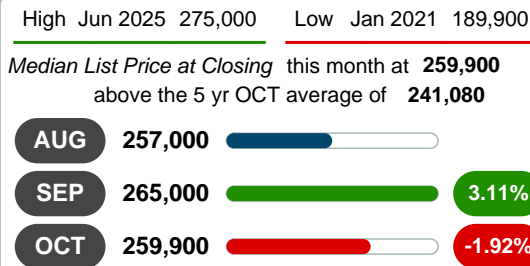 High Jun 2025 275,000 Low Jan 2021 189,900
Median List Price at Closing this month at 259,900
above the 5 yr OCT average of 241,080
AUG 257,000
SEP 265,000 3.11%
OCT 259,900 -1.92%